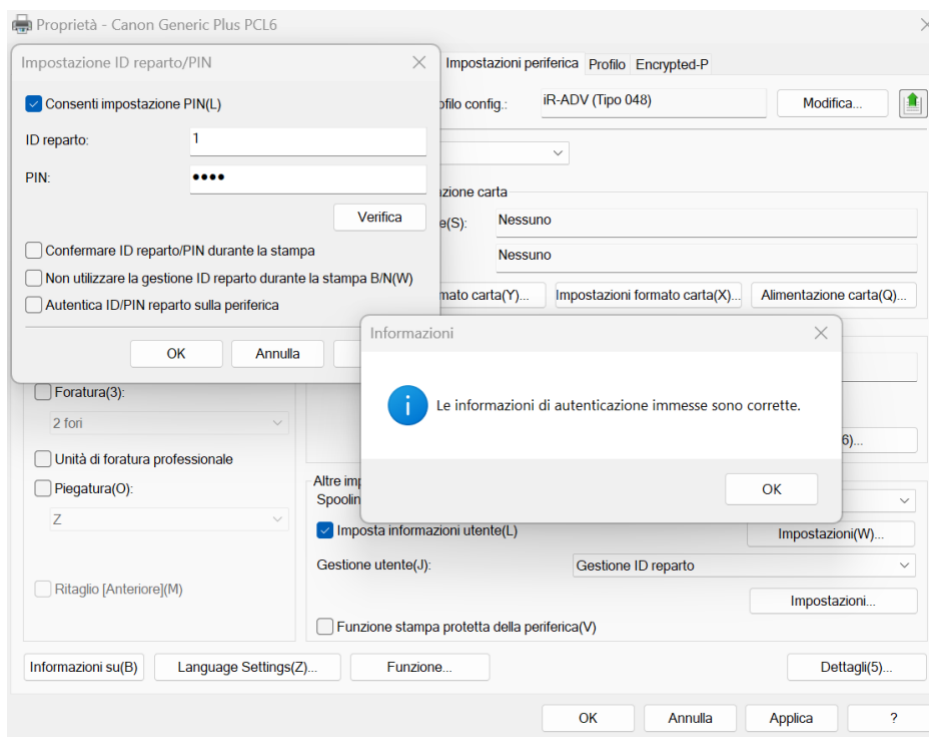 Proprietà - Canon Generic Plus PCL6
Impostazione ID reparto/PIN
Consenti impostazione PIN(L)
ID reparto: 1
PIN: ••••
Verifica
Confermare ID reparto/PIN durante la stampa
Non utilizzare la gestione ID reparto durante la stampa B/N(W)
Autentica ID/PIN reparto sulla periferica
OK Annulla
Impostazioni periferica Profilo Encrypted-P
config.: iR-ADV (Tipo 048) Modifica...
carta
Nessuno
Nessuno
carta(Y)... Impostazioni formato carta(X)... Alimentazione carta(Q)...
Informazioni
Le informazioni di autenticazione immesse sono corrette.
OK
6)...
Foratura(3):
2 fori
Unità di foratura professionale
Piegatura(O):
Z
Ritaglio [Anteriore](M)
Altre
Imposta informazioni utente(L) Impostazioni(W)...
Gestione utente(J): Gestione ID reparto
Impostazioni...
Funzione stampa protetta della periferica(V)
Informazioni su(B) Language Settings(Z)... Funzione... Dettagli(5)...
OK Annulla Applica ?